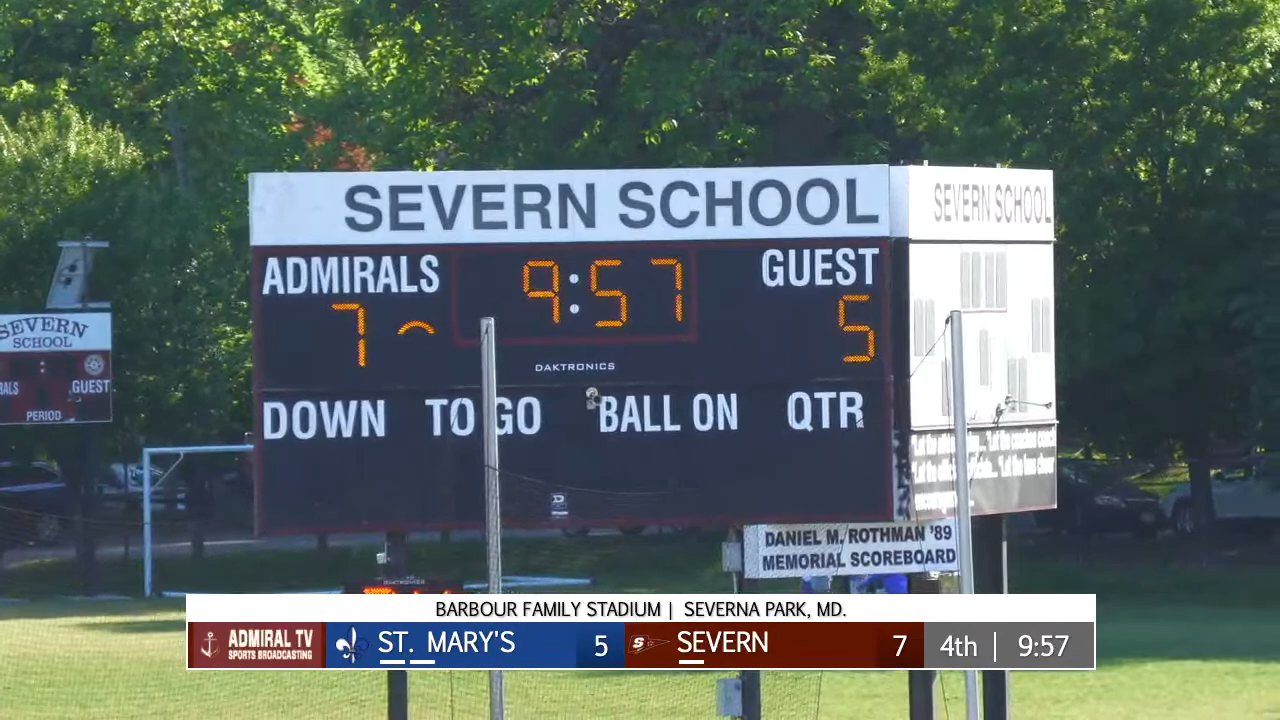 SEVERN SCHOOL
SEVERN SCHOOL
ADMIRALS
9:57
GUEST
7
5
DAKTRONICS
DOWN
TO GO
BALL ON
QTR
SEVERN
SCHOOL
GUEST
PERIOD
DANIEL M. ROTHMAN '89
MEMORIAL SCOREBOARD
BARBOUR FAMILY STADIUM | SEVERNA PARK, MD.
ADMIRAL TV
SPORTS BROADCASTING
ST. MARY'S 5
S SEVERN 7
4th | 9:57